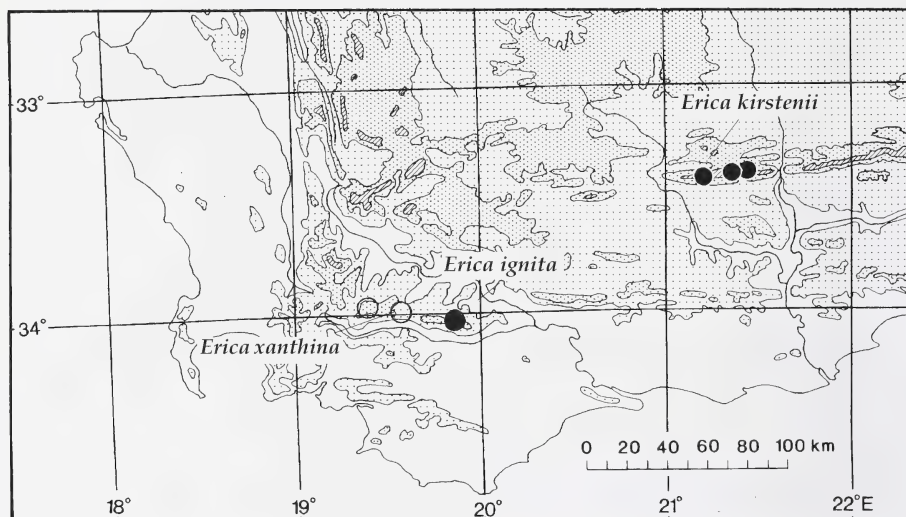 33°
Erica kirstenii
Erica ignita
34°
Erica xanthina
0 20 40 60 80 100 km
18° 19° 20° 21° 22°E